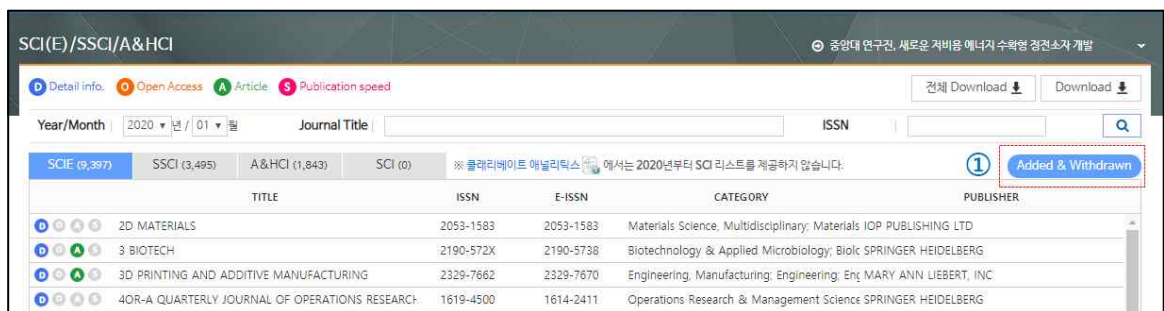 SCI(E)/SSCI/A&HCI
중앙대 연구진, 새로운 저비용 에너지 수확형 정전소자 개발
D Detail info. O Open Access A Article S Publication speed
전체 Download Download
Year/Month 2020 년 / 01 월 Journal Title ISSN
SCIE (9,397) SSCI (3,495) A&HCI (1,843) SCI (0) ※ 클래리베이트 애널리틱스 에서는 2020년부터 SCI 리스트를 제공하지 않습니다. ① Added & Withdrawn
TITLE ISSN E-ISSN CATEGORY PUBLISHER
D O A S 2D MATERIALS 2053-1583 2053-1583 Materials Science, Multidisciplinary; Materials IOP PUBLISHING LTD
D O A S 3 BIOTECH 2190-572X 2190-5738 Biotechnology & Applied Microbiology; Biolc SPRINGER HEIDELBERG
D O A S 3D PRINTING AND ADDITIVE MANUFACTURING 2329-7662 2329-7670 Engineering, Manufacturing; Engineering; Eng MARY ANN LIEBERT, INC
D O A S 4OR-A QUARTERLY JOURNAL OF OPERATIONS RESEARCH 1619-4500 1614-2411 Operations Research & Management Science SPRINGER HEIDELBERG